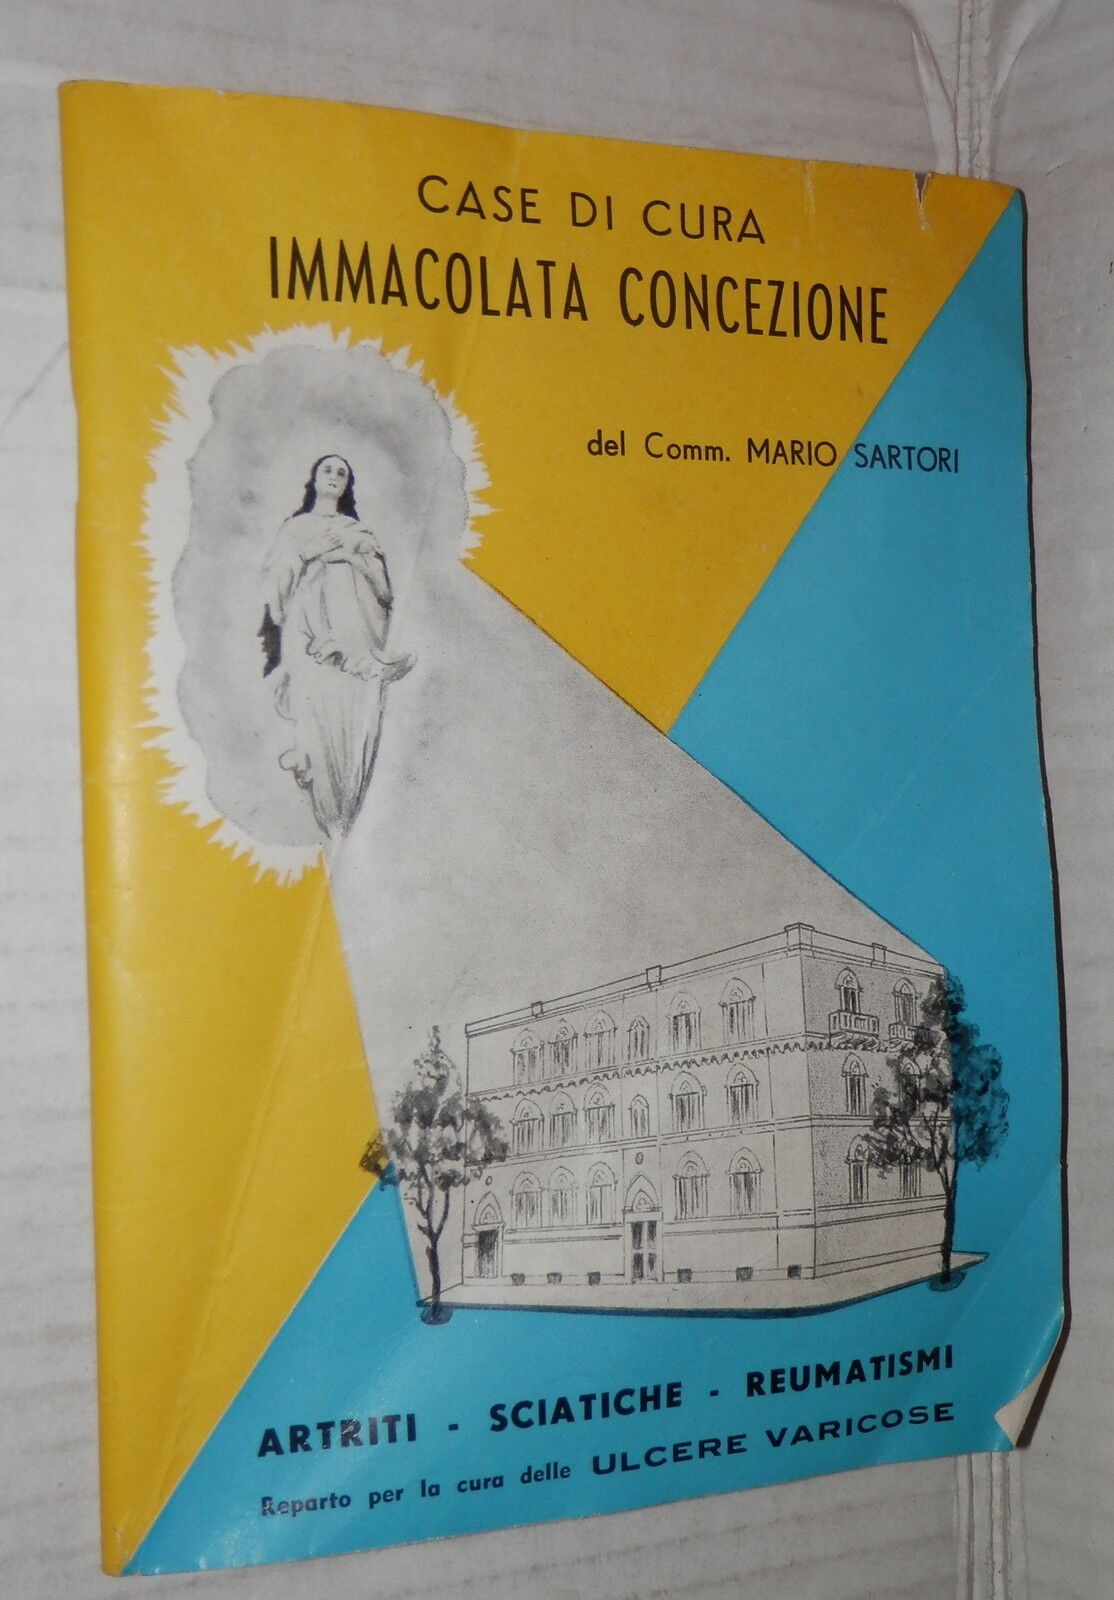 CASE DI CURA
IMMACOLATA CONCEZIONE
del Comm. MARIO SARTORI
ARTRITI - SCIATICHE - REUMATISMI
Reparto per la cura delle ULCERE VARICOSE